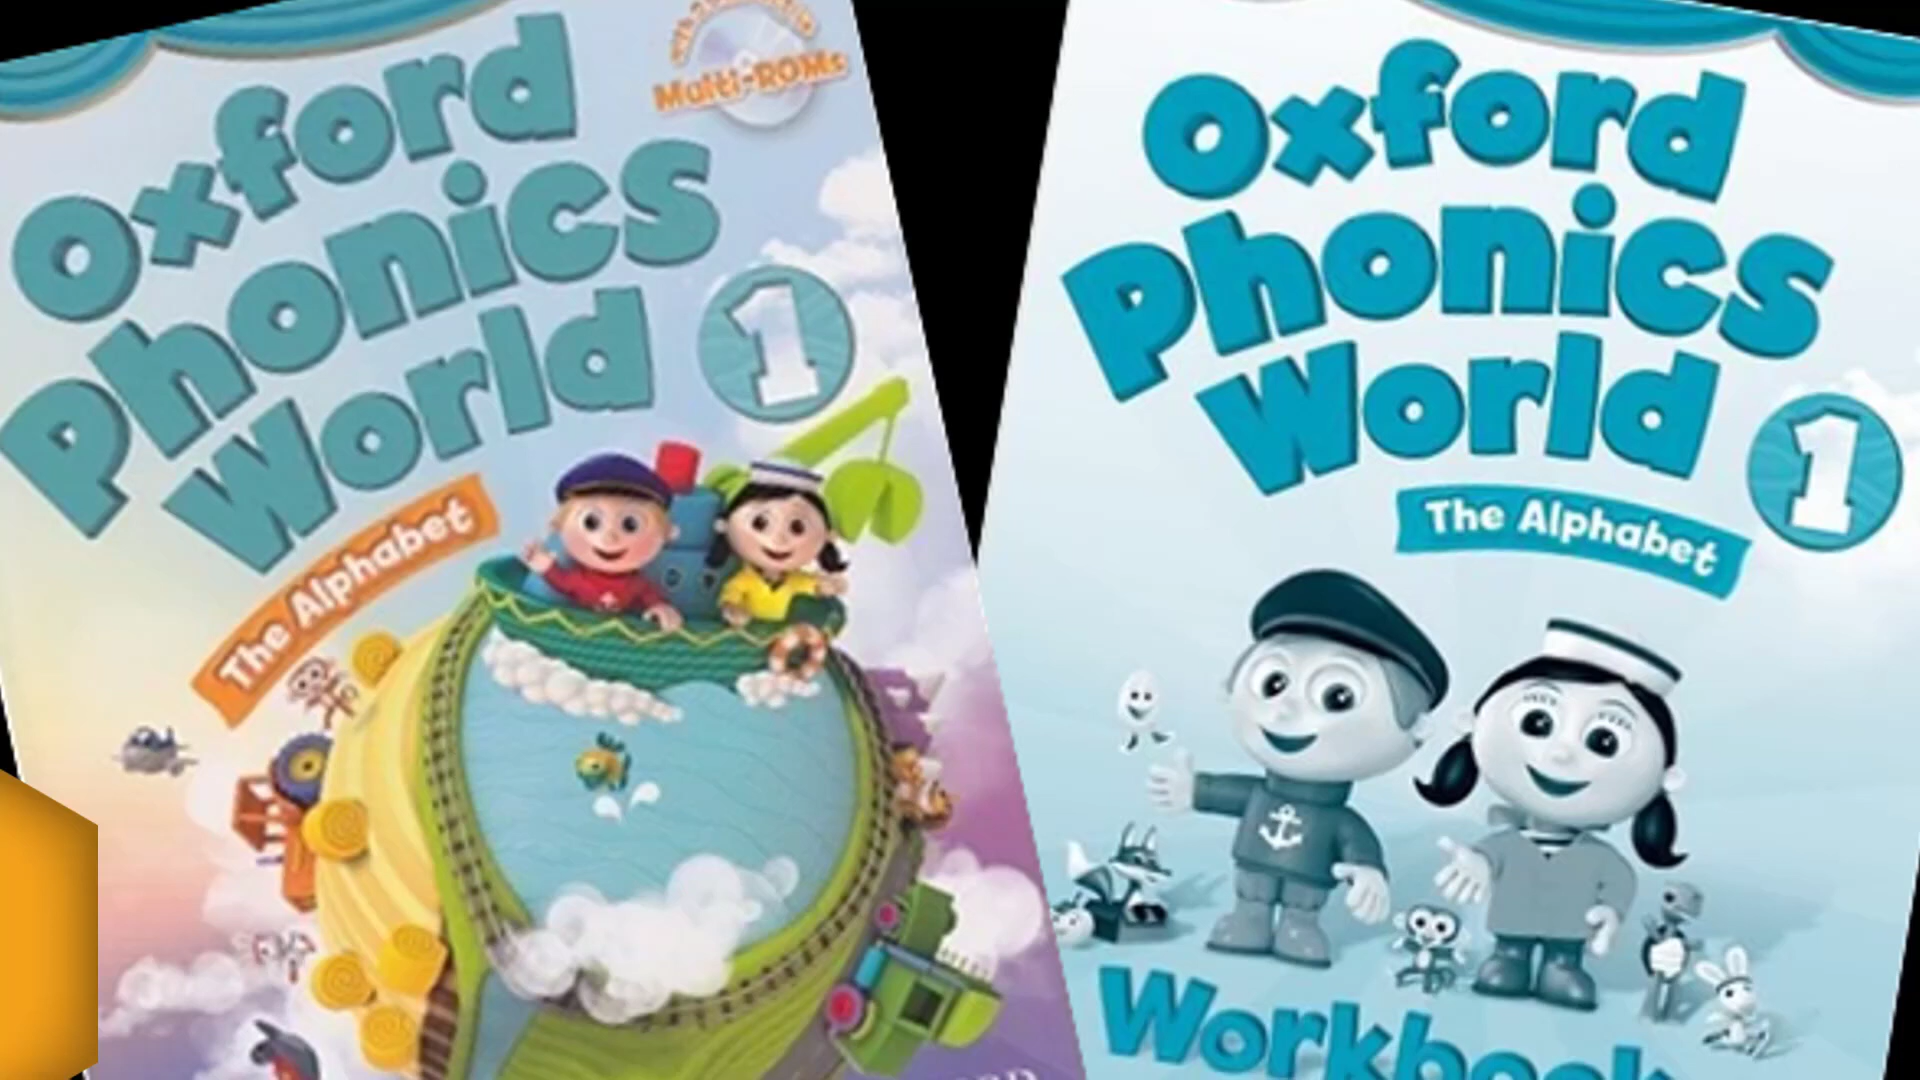 Multi-ROMs
Oxford
Phonics
World
1
The Alphabet
Oxford
Phonics
World
1
The Alphabet
Workbook